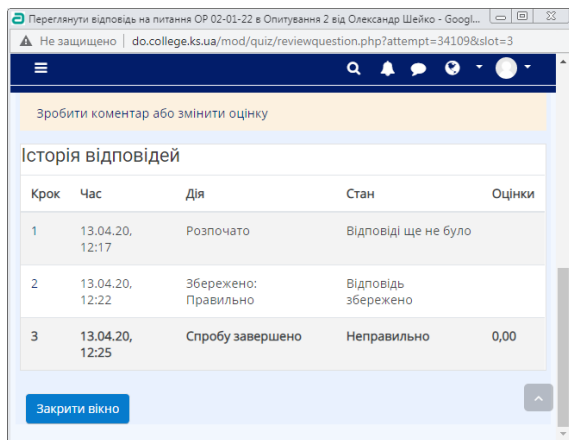 Переглянути відповідь на питання ОР 02-01-22 в Опитування 2 від Олександр Шейко - Googl...
Не защищено | do.college.ks.ua/mod/quiz/reviewquestion.php?attempt=34109&slot=3
Зробити коментар або змінити оцінку
Історія відповідей
Крок Час Дія Стан Оцінки
1 13.04.20, 12:17 Розпочато Відповіді ще не було
2 13.04.20, 12:22 Збережено: Правильно Відповідь збережено
3 13.04.20, 12:25 Спробу завершено Неправильно 0,00
Закрити вікно